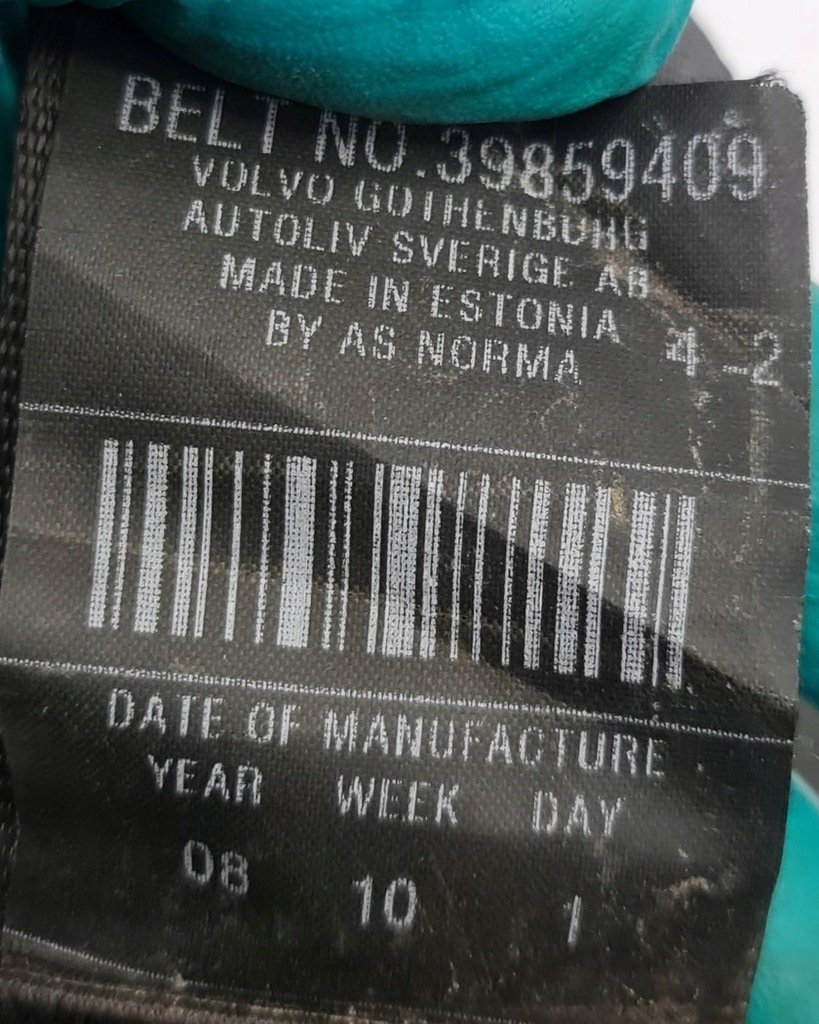 BELT NO.39859409
VOLVO GOTHENBURG
AUTOLIV SVERIGE AB
MADE IN ESTONIA
BY AS NORMA 4-2
DATE OF MANUFACTURE
YEAR WEEK DAY
08 10 1